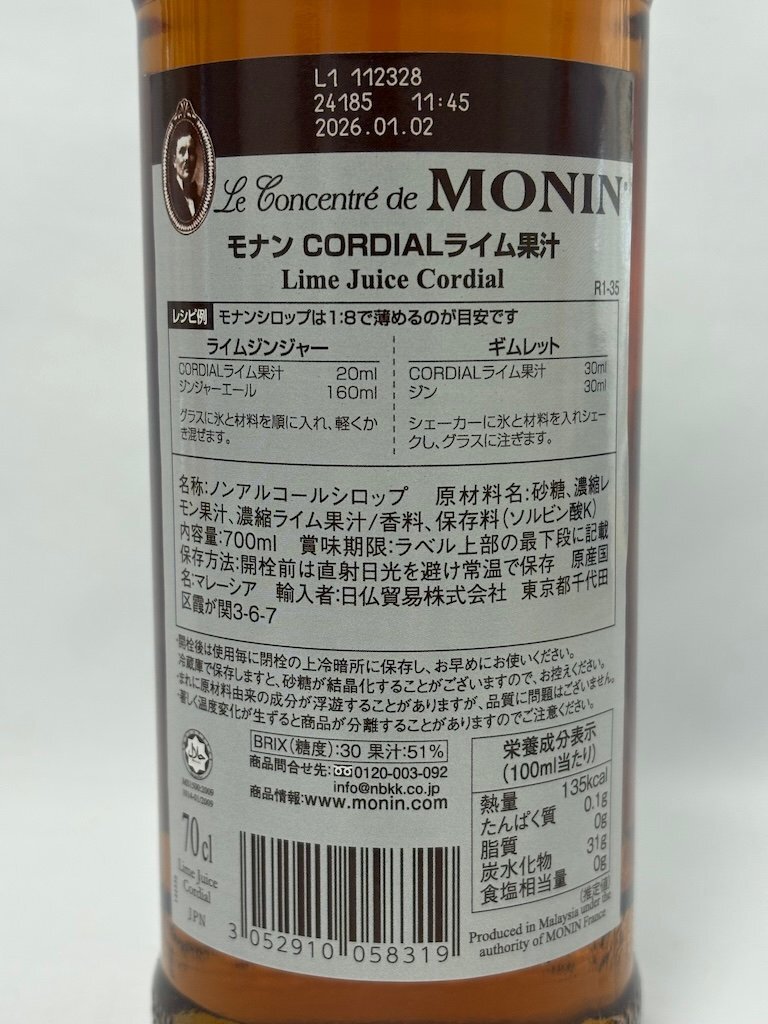 L1 112328
24185 11:45
2026.01.02
Le Concentré de MONIN
モナン CORDIALライム果汁
Lime Juice Cordial
R1-35
レシピ例 モナンシロップは1:8で薄めるのが目安です
ライムジンジャー
CORDIALライム果汁 20ml
ジンジャーエール 160ml
グラスに氷と材料を順に入れ、軽くか
き混ぜます。
ギムレット
CORDIALライム果汁 30ml
ジン 30ml
シェーカーに氷と材料を入れシェー
クし、グラスに注ぎます。
名称:ノンアルコールシロップ 原材料名:砂糖、濃縮レ
モン果汁、濃縮ライム果汁/香料、保存料(ソルビン酸K)
内容量:700ml 賞味期限:ラベル上部の最下段に記載
保存方法:開栓前は直射日光を避け常温で保存 原産国
名:マレーシア 輸入者:日仏貿易株式会社 東京都千代田
区霞が関3-6-7
・開栓後は使用毎に閉栓の上冷暗所に保存し、お早めにお使いください。
冷蔵庫で保存しますと、砂糖が結晶化することがございますので、お控えください。
・まれに原材料由来の成分が浮遊することがありますが、品質に問題はございません。
・著しく温度変化が生ずると商品が分離することがありますのでご注意ください。
BRIX(糖度):30 果汁:51%
商品問合せ先:0120-003-092
info@nbkk.co.jp
商品情報:www.monin.com
栄養成分表示
(100ml当たり)
熱量 135kcal
たんぱく質 0.1g
脂質 0g
炭水化物 31g
食塩相当量 0g
(推定値)
70 cl
Lime Juice
Cordial
JPN
3 052910 058319
Produced in Malaysia under the
authority of MONIN France